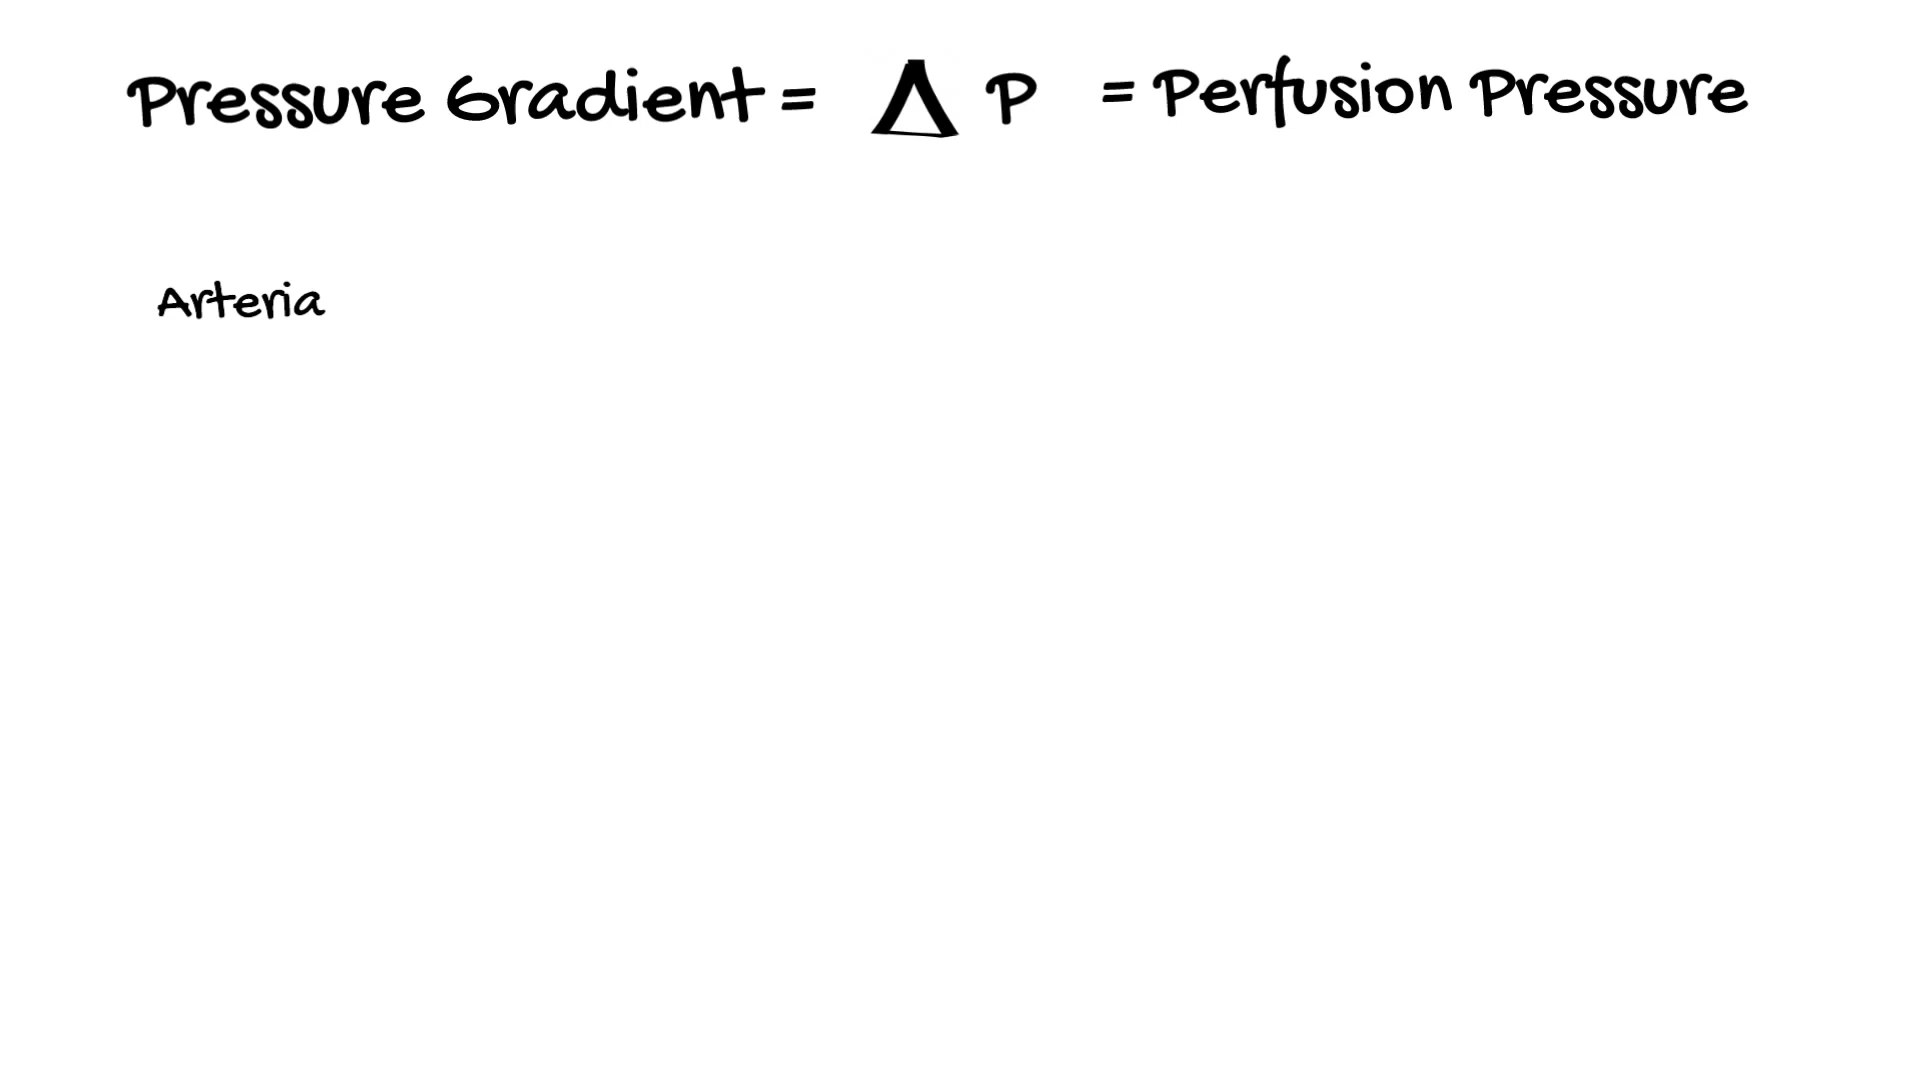 Pressure Gradient = Δ P = Perfusion Pressure
Arteria